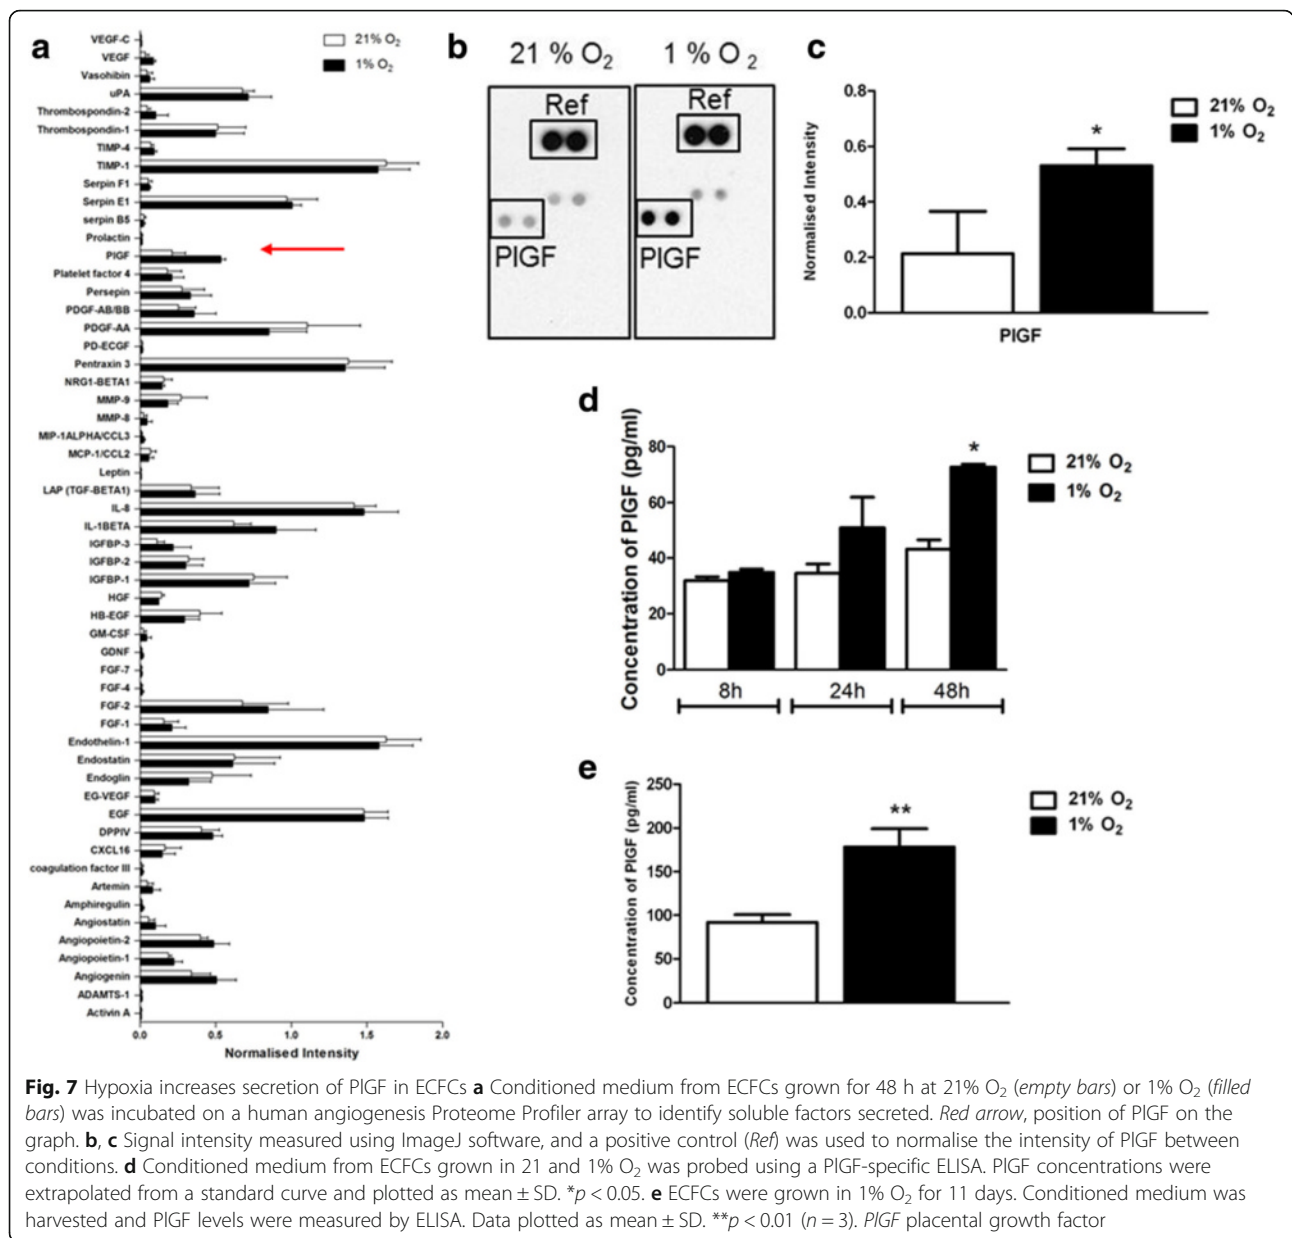 a
21% O2
1% O2
VEGF-C
VEGF
Vasohibin
uPA
Thrombospondin-2
Thrombospondin-1
TIMP-4
TIMP-1
Serpin F1
Serpin E1
serpin B5
Prolactin
PlGF
Platelet factor 4
Persepin
PDGF-AB/BB
PDGF-AA
PD-ECGF
Pentraxin 3
NRG1-BETA1
MMP-9
MMP-8
MIP-1ALPHA/CCL3
MCP-1/CCL2
Leptin
LAP (TGF-BETA1)
IL-8
IL-1BETA
IGFBP-3
IGFBP-2
IGFBP-1
HGF
HB-EGF
GM-CSF
GDNF
FGF-7
FGF-4
FGF-2
FGF-1
Endothelin-1
Endostatin
Endoglin
EG-VEGF
EGF
DPPIV
CXCL16
coagulation factor III
Artemin
Amphiregulin
Angiostatin
Angiopoietin-2
Angiopoietin-1
Angiogenin
ADAMTS-1
Activin A
0.0 0.5 1.0 1.5 2.0
Normalised Intensity
b
21 % O2 1 % O2
Ref Ref
PlGF PlGF
c
Normalised Intensity
0.8
0.6
0.4
0.2
0.0
*
PlGF
21% O2
1% O2
d
Concentration of PlGF (pg/ml)
80
60
40
20
0
*
8h 24h 48h
21% O2
1% O2
e
Concentration of PlGF (pg/ml)
250
200
150
100
50
0
**
21% O2
1% O2
Fig. 7 Hypoxia increases secretion of PlGF in ECFCs a Conditioned medium from ECFCs grown for 48 h at 21% O2 (empty bars) or 1% O2 (filled
bars) was incubated on a human angiogenesis Proteome Profiler array to identify soluble factors secreted. Red arrow, position of PlGF on the
graph. b, c Signal intensity measured using ImageJ software, and a positive control (Ref) was used to normalise the intensity of PlGF between
conditions. d Conditioned medium from ECFCs grown in 21 and 1% O2 was probed using a PlGF-specific ELISA. PlGF concentrations were
extrapolated from a standard curve and plotted as mean ± SD. *p < 0.05. e ECFCs were grown in 1% O2 for 11 days. Conditioned medium was
harvested and PlGF levels were measured by ELISA. Data plotted as mean ± SD. **p < 0.01 (n = 3). PlGF placental growth factor